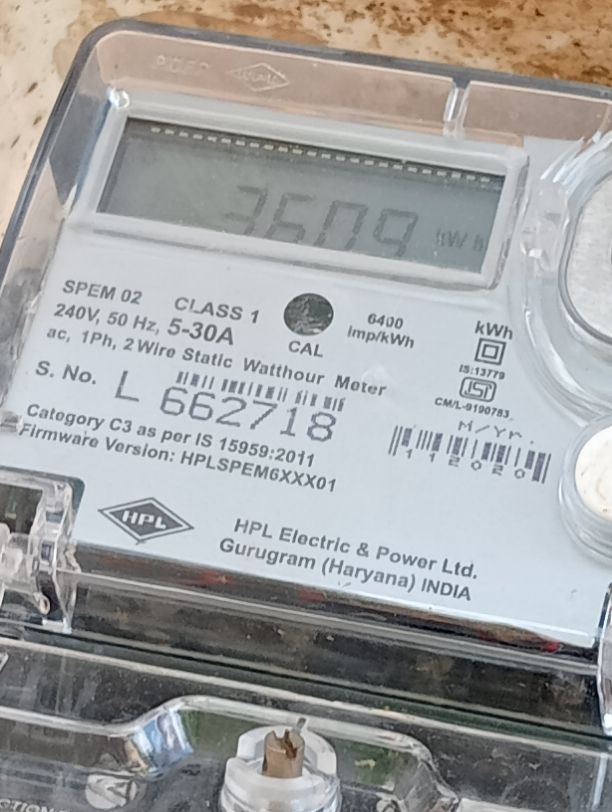 3609 kWh
SPEM 02 CLASS 1
6400
imp/kWh
kWh
240V, 50 Hz, 5-30A
CAL
IS:13779
ISI
CM/L-9190783
ac, 1Ph, 2 Wire Static Watthour Meter
S. No. L 662718
M/Yr.
112020
Category C3 as per IS 15959:2011
Firmware Version: HPLSPEM6XXX01
HPL
HPL Electric & Power Ltd.
Gurugram (Haryana) INDIA